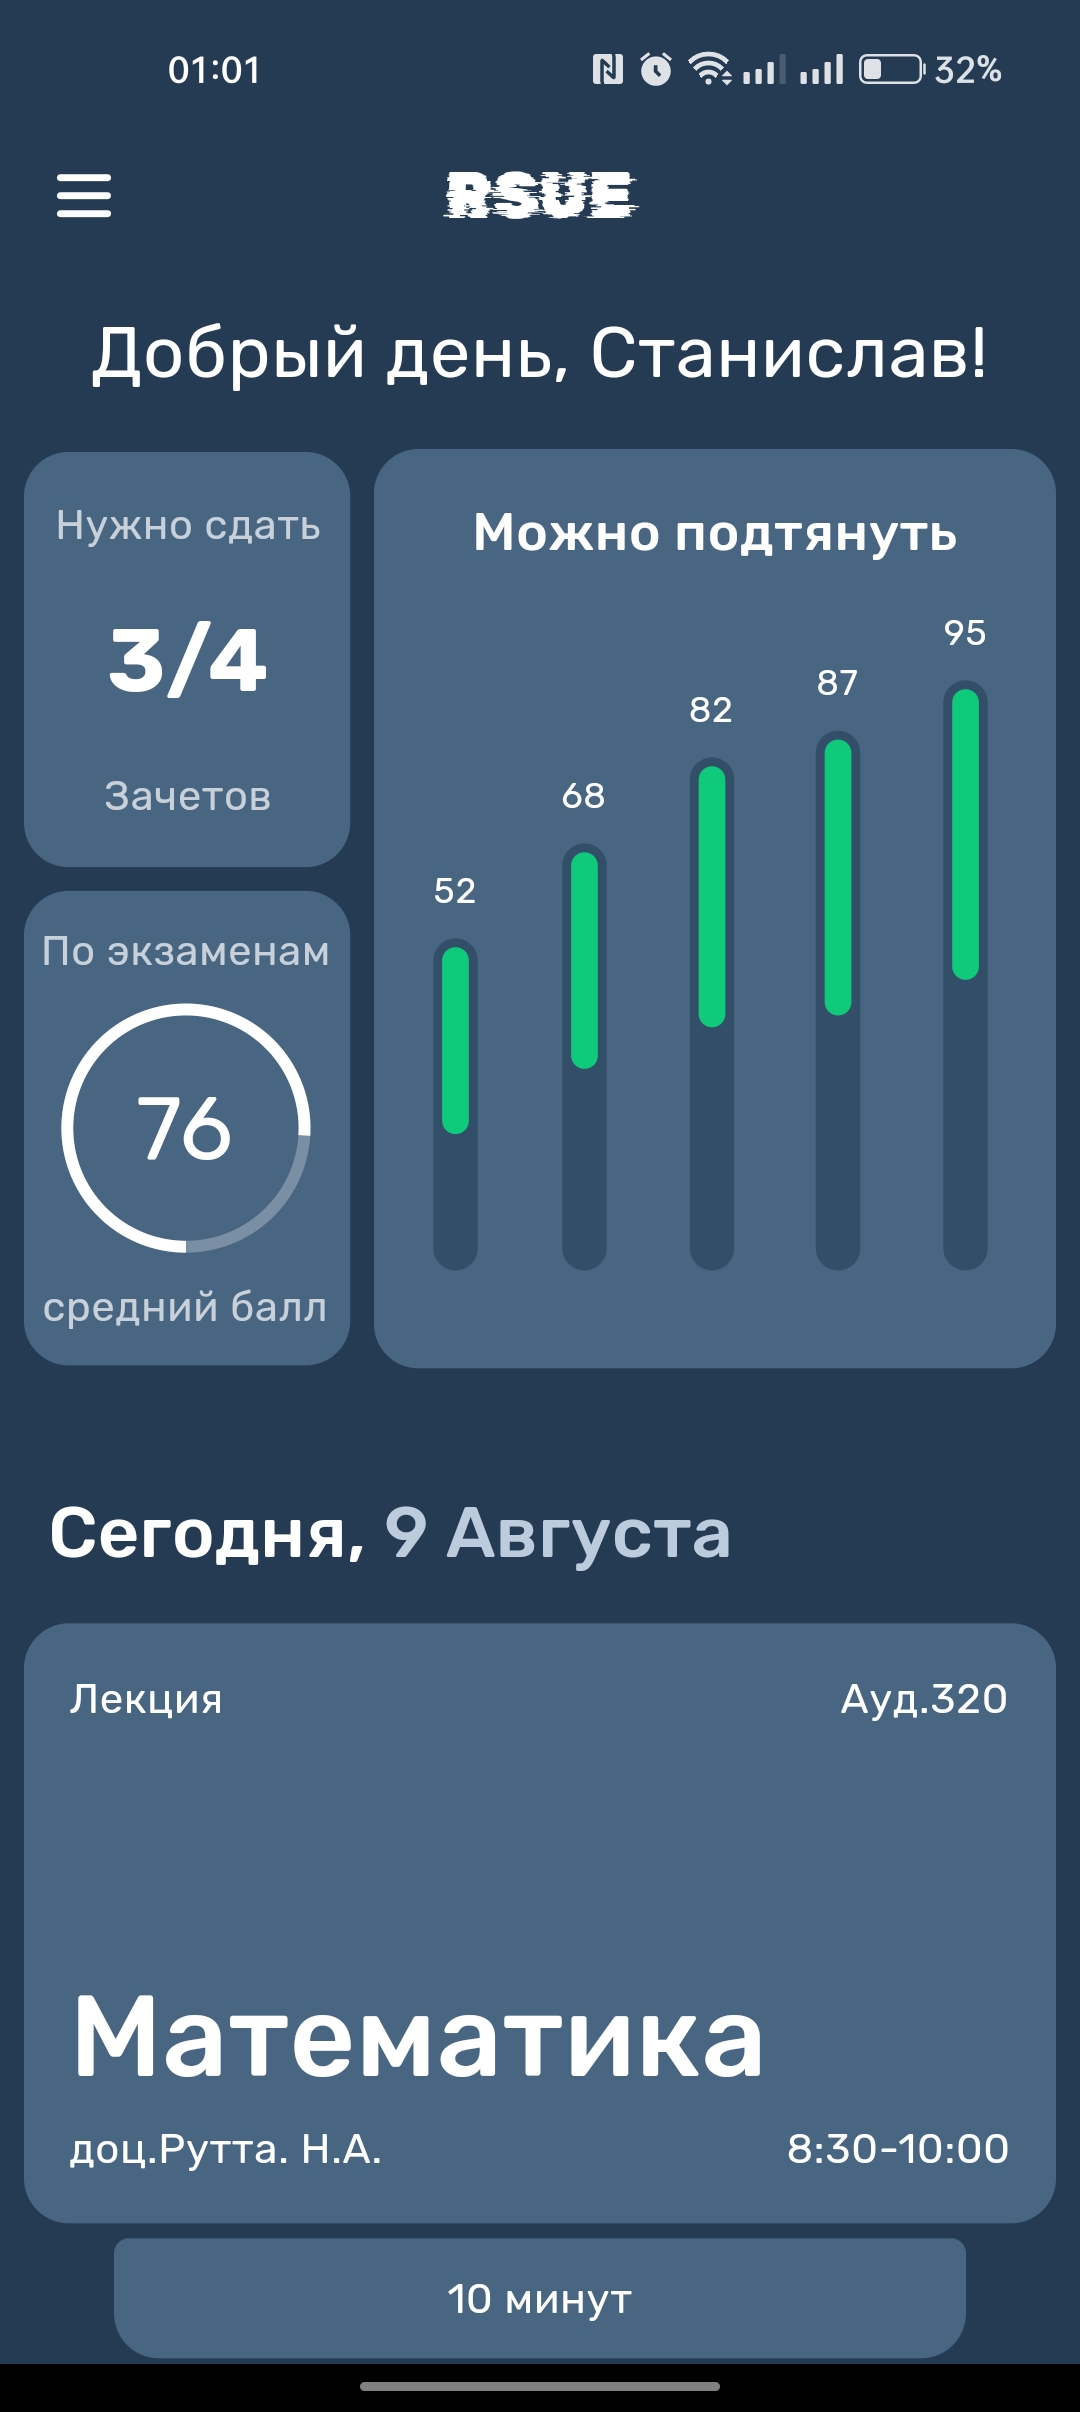 01:01
32%
RSUE
Добрый день, Станислав!
Нужно сдать
3/4
Зачетов
По экзаменам
76
средний балл
Можно подтянуть
52
68
82
87
95
Сегодня, 9 Августа
Лекция
Ауд.320
Математика
доц.Рутта. Н.А.
8:30-10:00
10 минут